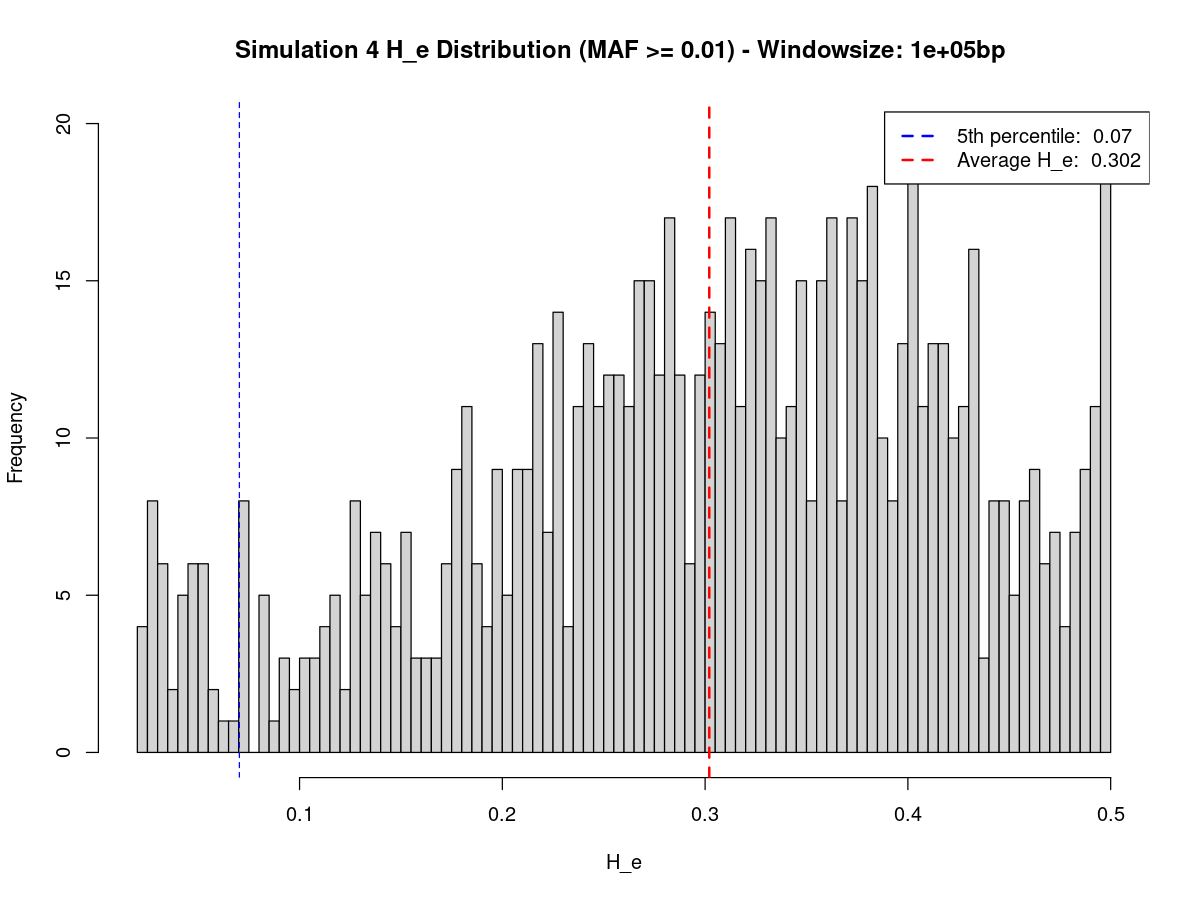 Simulation 4 H_e Distribution (MAF >= 0.01) - Windowsize: 1e+05bp
5th percentile: 0.07
Average H_e: 0.302
Frequency
20
15
10
5
0
0.1 0.2 0.3 0.4 0.5
H_e